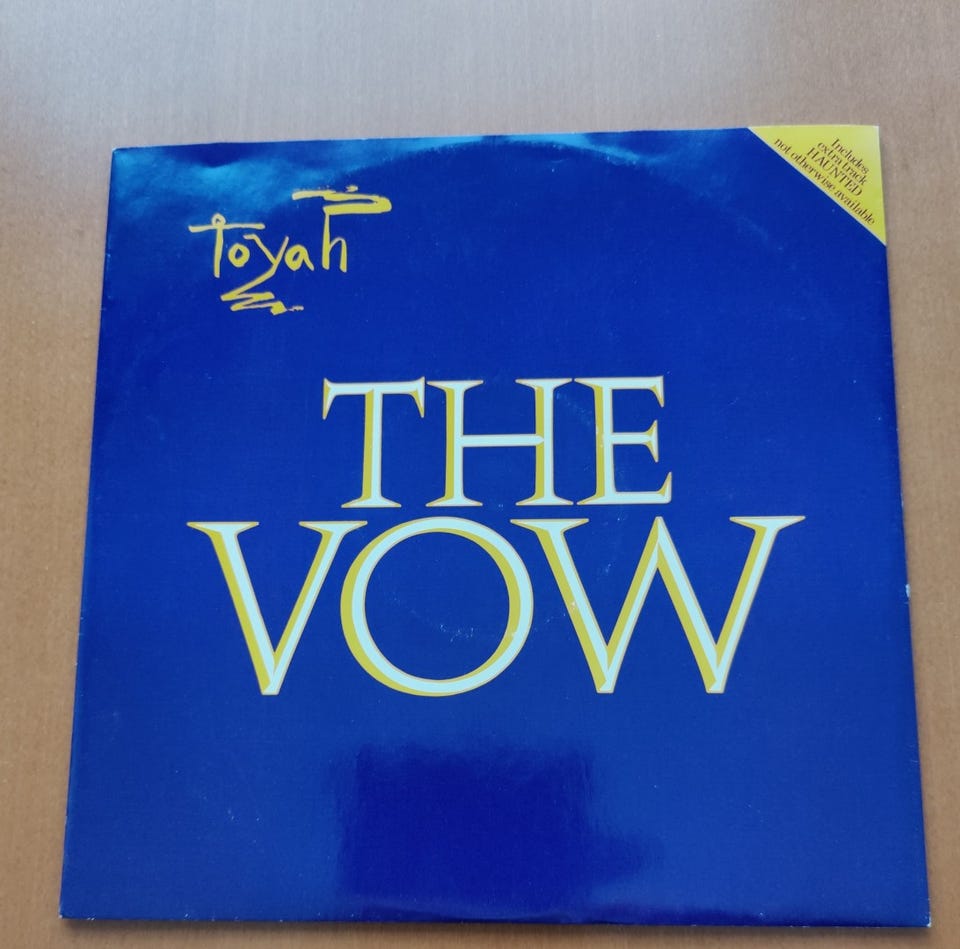 toyah
Includes
extra track
HAUNTED
not otherwise available
THE
VOW